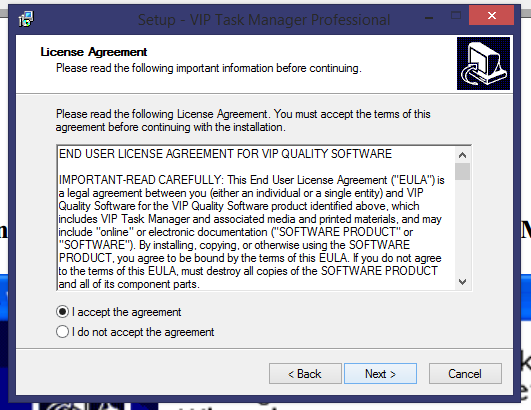 Setup - VIP Task Manager Professional
License Agreement
Please read the following important information before continuing.
Please read the following License Agreement. You must accept the terms of this
agreement before continuing with the installation.
END USER LICENSE AGREEMENT FOR VIP QUALITY SOFTWARE
IMPORTANT-READ CAREFULLY: This End User License Agreement ("EULA") is
a legal agreement between you (either an individual or a single entity) and VIP
Quality Software for the VIP Quality Software product identified above, which
includes VIP Task Manager and associated media and printed materials, and may
include "online" or electronic documentation ("SOFTWARE PRODUCT" or
"SOFTWARE"). By installing, copying, or otherwise using the SOFTWARE
PRODUCT, you agree to be bound by the terms of this EULA. If you do not agree
to the terms of this EULA, must destroy all copies of the SOFTWARE PRODUCT
and all of its component parts.
I accept the agreement
I do not accept the agreement
< Back
Next >
Cancel